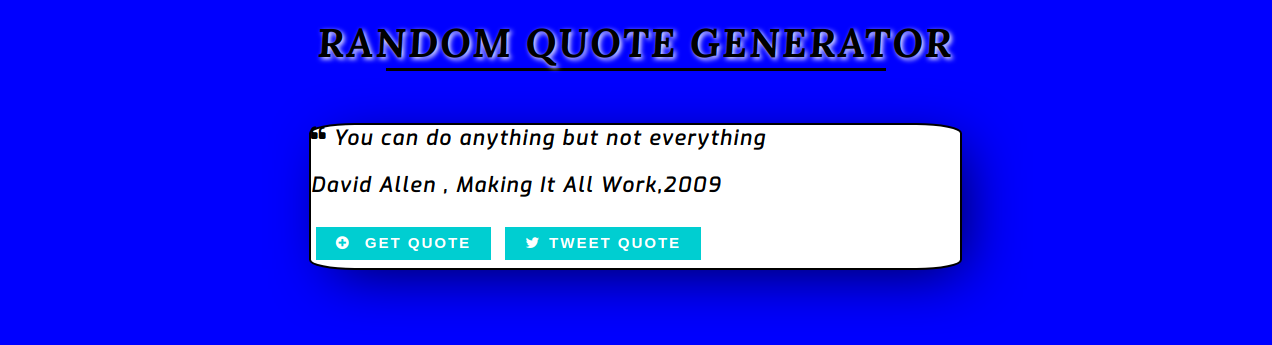 RANDOM QUOTE GENERATOR
❝ You can do anything but not everything
David Allen , Making It All Work,2009
GET QUOTE
TWEET QUOTE